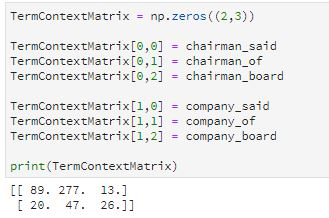 TermContextMatrix = np.zeros((2,3))
TermContextMatrix[0,0] = chairman_said
TermContextMatrix[0,1] = chairman_of
TermContextMatrix[0,2] = chairman_board
TermContextMatrix[1,0] = company_said
TermContextMatrix[1,1] = company_of
TermContextMatrix[1,2] = company_board
print(TermContextMatrix)
[[ 89. 277.  13.]
 [ 20.  47.  26.]]